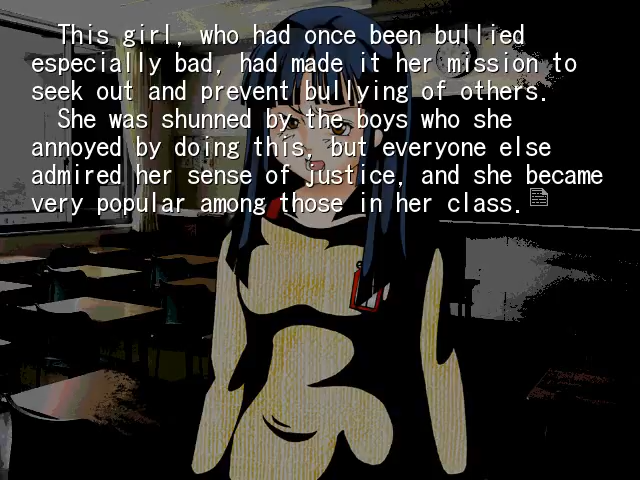 This girl, who had once been bullied
especially bad, had made it her mission to
seek out and prevent bullying of others.
She was shunned by the boys who she
annoyed by doing this, but everyone else
admired her sense of justice, and she became
very popular among those in her class.